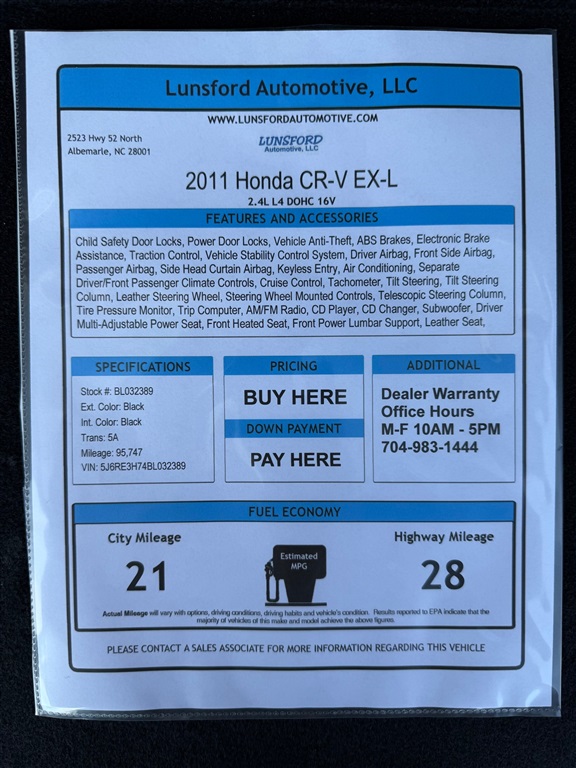 Lunsford Automotive, LLC
WWW.LUNSFORDAUTOMOTIVE.COM
2523 Hwy 52 North
Albemarle, NC 28001
LUNSFORD
Automotive, LLC
2011 Honda CR-V EX-L
2.4L L4 DOHC 16V
FEATURES AND ACCESSORIES
Child Safety Door Locks, Power Door Locks, Vehicle Anti-Theft, ABS Brakes, Electronic Brake
Assistance, Traction Control, Vehicle Stability Control System, Driver Airbag, Front Side Airbag,
Passenger Airbag, Side Head Curtain Airbag, Keyless Entry, Air Conditioning, Separate
Driver/Front Passenger Climate Controls, Cruise Control, Tachometer, Tilt Steering, Tilt Steering
Column, Leather Steering Wheel, Steering Wheel Mounted Controls, Telescopic Steering Column,
Tire Pressure Monitor, Trip Computer, AM/FM Radio, CD Player, CD Changer, Subwoofer, Driver
Multi-Adjustable Power Seat, Front Heated Seat, Front Power Lumbar Support, Leather Seat,
SPECIFICATIONS
Stock #: BL032389
Ext. Color: Black
Int. Color: Black
Trans: 5A
Mileage: 95,747
VIN: 5J6RE3H74BL032389
PRICING
BUY HERE
DOWN PAYMENT
PAY HERE
ADDITIONAL
Dealer Warranty
Office Hours
M-F 10AM - 5PM
704-983-1444
FUEL ECONOMY
City Mileage
21
Estimated
MPG
Highway Mileage
28
Actual Mileage will vary with options, driving conditions, driving habits and vehicle's condition. Results reported to EPA indicate that the
majority of vehicles of this make and model achieve the above figures.
PLEASE CONTACT A SALES ASSOCIATE FOR MORE INFORMATION REGARDING THIS VEHICLE